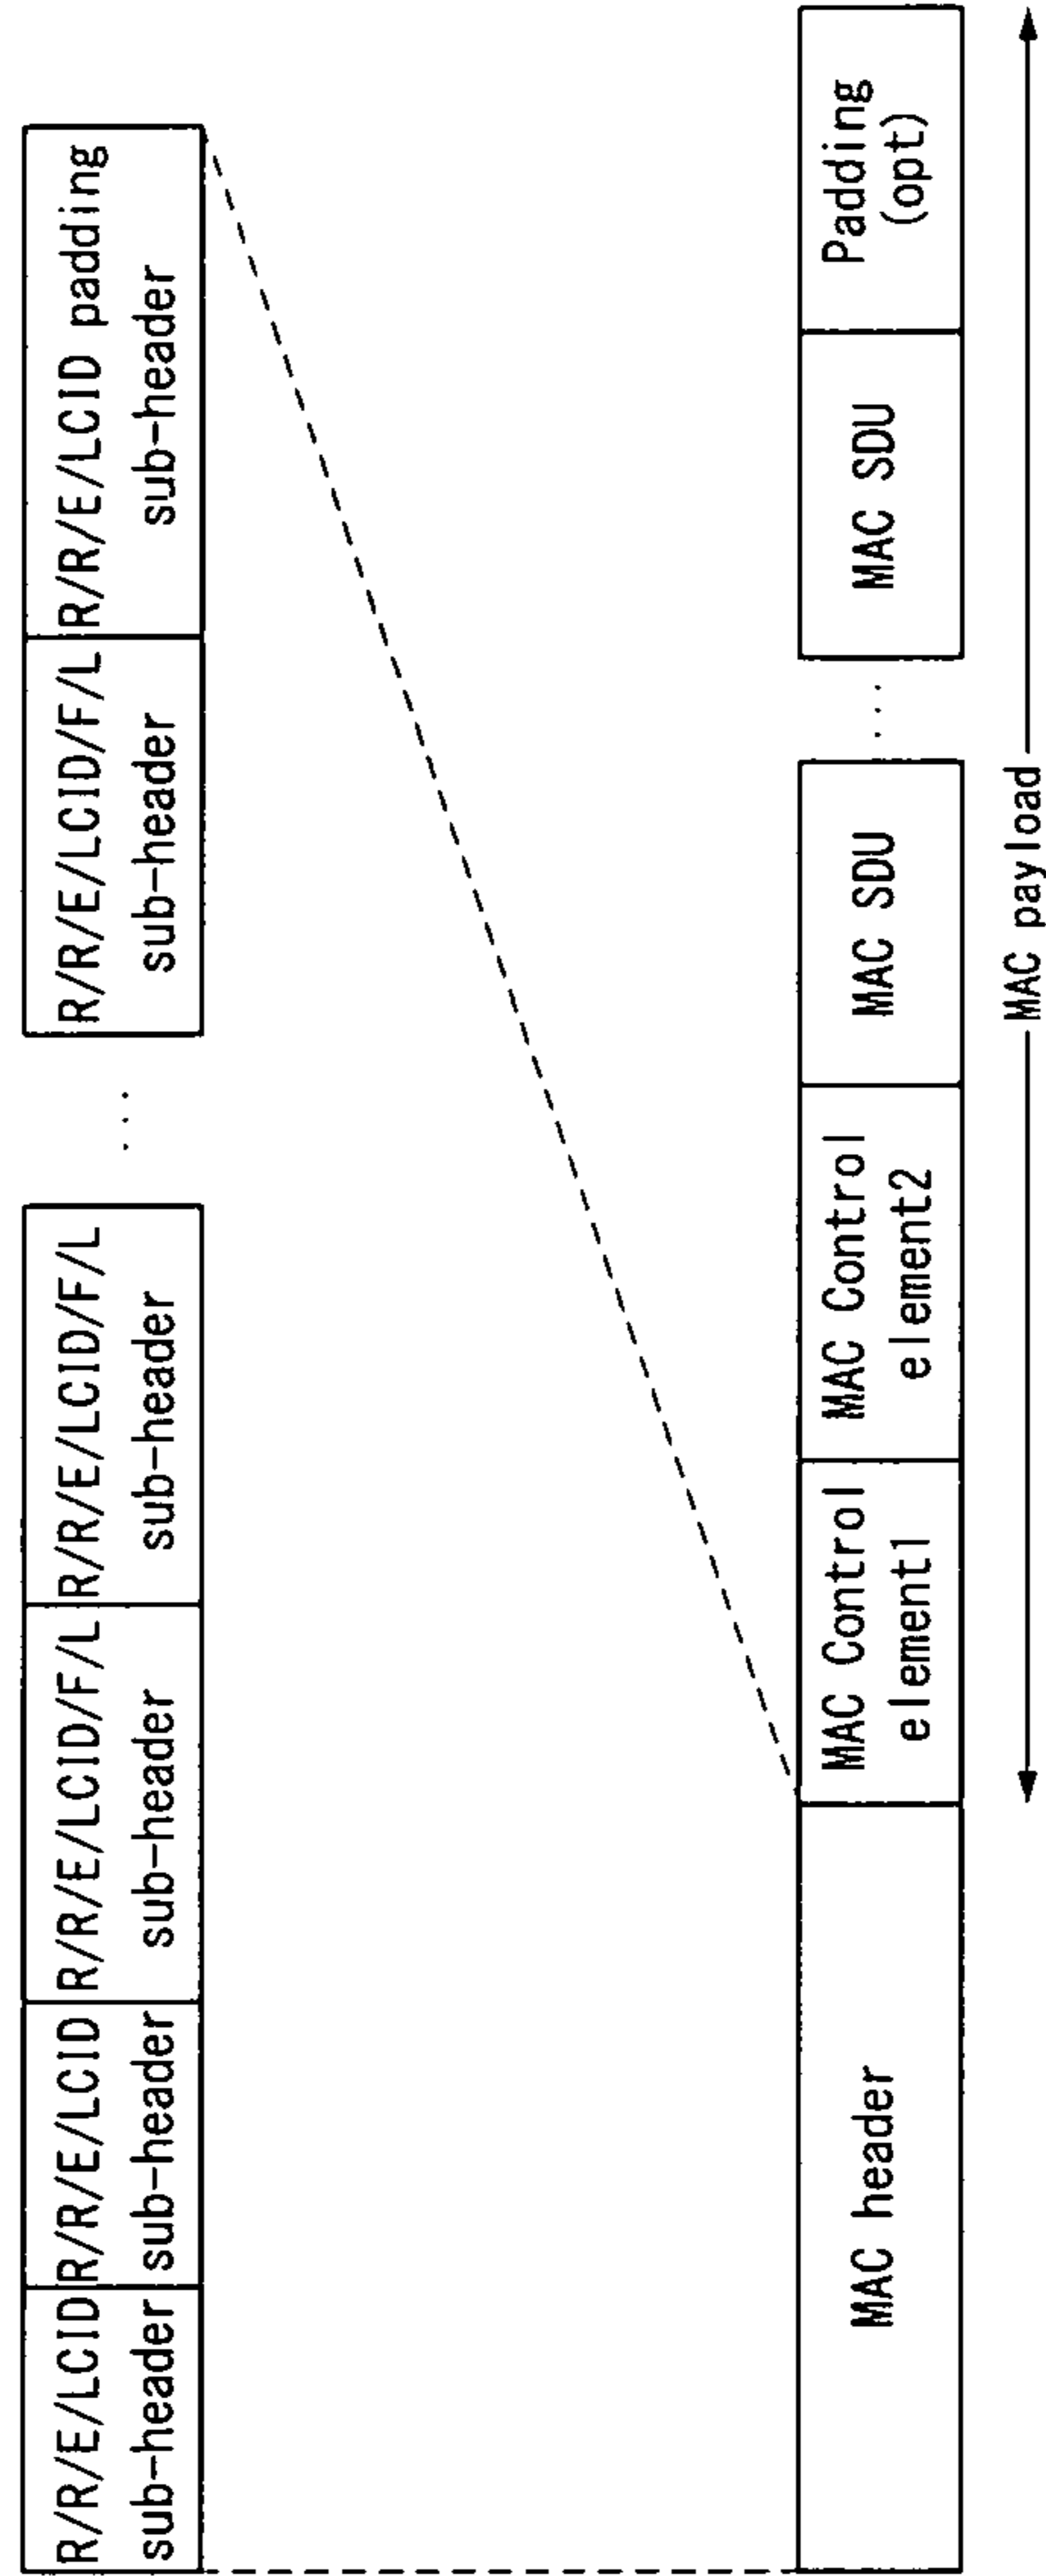 R/R/E/LCID
sub-header
R/R/E/LCID
sub-header
R/R/E/LCID/F/L
sub-header
R/R/E/LCID/F/L
sub-header
...
R/R/E/LCID/F/L
sub-header
R/R/E/LCID padding
sub-header
MAC header
MAC Control
element1
MAC Control
element2
MAC SDU
...
MAC SDU
Padding
(opt)
MAC payload